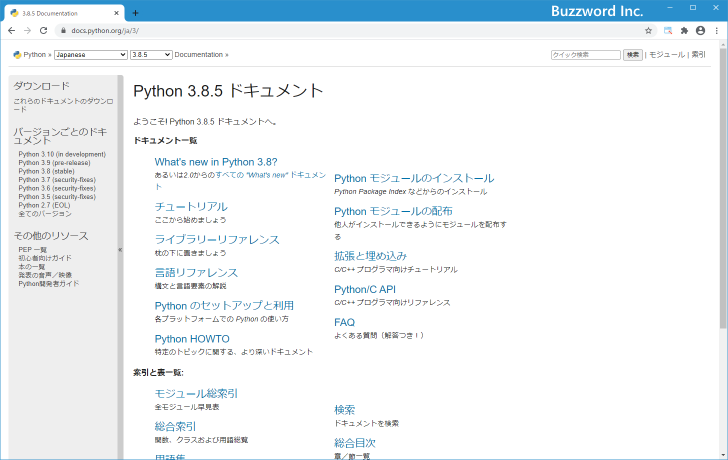 3.8.5 Documentation
Buzzword Inc.
docs.python.org/ja/3/
Python » Japanese 3.8.5 Documentation »
クイック検索 検索 | モジュール | 索引
ダウンロード
これらのドキュメントのダウンロ
ード
バージョンごとのドキ
ュメント
Python 3.10 (in development)
Python 3.9 (pre-release)
Python 3.8 (stable)
Python 3.7 (security-fixes)
Python 3.6 (security-fixes)
Python 3.5 (security-fixes)
Python 2.7 (EOL)
全てのバージョン
その他のリソース
PEP 一覧
初心者向けガイド
本の一覧
発表の音声／映像
Python開発者ガイド
«
Python 3.8.5 ドキュメント
ようこそ! Python 3.8.5 ドキュメントへ。
ドキュメント一覧
What's new in Python 3.8?
あるいは2.0からのすべての "What's new" ドキュメン
ト
チュートリアル
ここから始めましょう
ライブラリーリファレンス
枕の下に置きましょう
言語リファレンス
構文と言語要素の解説
Python のセットアップと利用
各プラットフォームでの Python の使い方
Python HOWTO
特定のトピックに関する、より深いドキュメント
Python モジュールのインストール
Python Package Index などからのインストール
Python モジュールの配布
他人がインストールできるようにモジュールを配布す
る
拡張と埋め込み
C/C++ プログラマ向けチュートリアル
Python/C API
C/C++ プログラマ向けリファレンス
FAQ
よくある質問（解答つき！）
索引と表一覧:
モジュール総索引
全モジュール早見表
総合索引
関数、クラスおよび用語総覧
用語集
検索
ドキュメントを検索
総合目次
章／節一覧